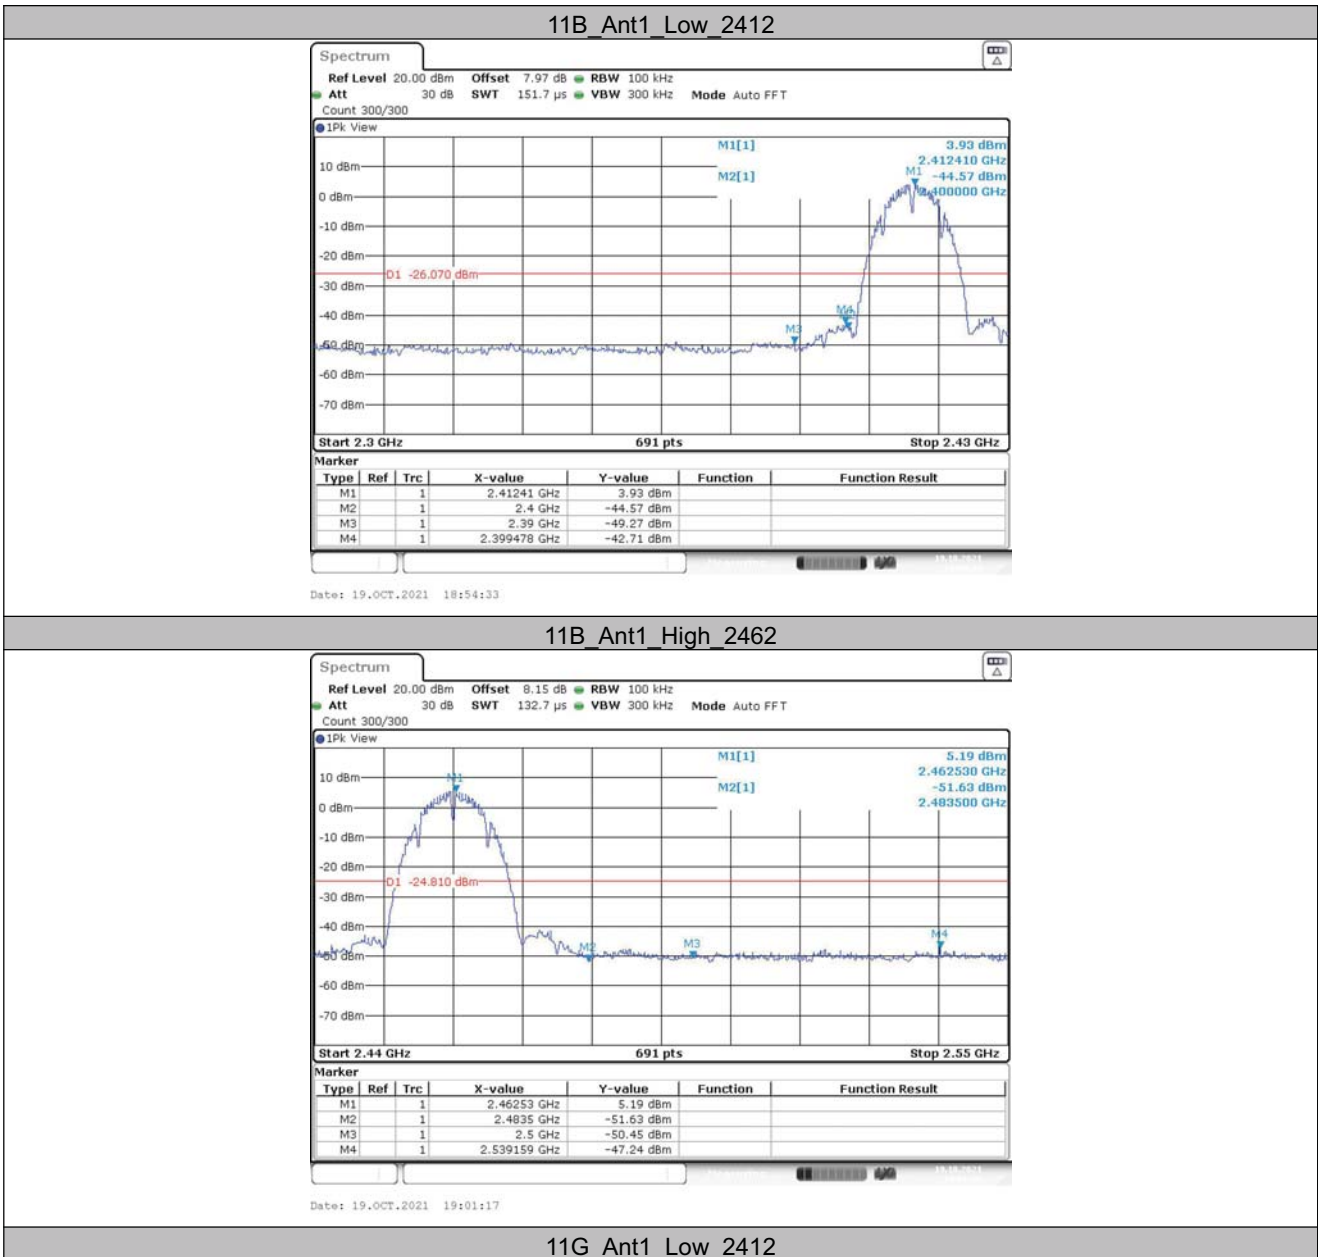 11B_Ant1_Low_2412
Spectrum
Ref Level 20.00 dBm Offset 7.97 dB RBW 100 kHz
Att 30 dB SWT 151.7 µs VBW 300 kHz Mode Auto FFT
Count 300/300
1Pk View
M1[1] 3.93 dBm
2.412410 GHz
M2[1] -44.57 dBm
2.400000 GHz
M1
10 dBm
0 dBm
-10 dBm
-20 dBm
D1 -26.070 dBm
-30 dBm
-40 dBm
M4
M3
-50 dBm
-60 dBm
-70 dBm
Start 2.3 GHz 691 pts Stop 2.43 GHz
Marker
Type Ref Trc X-value Y-value Function Function Result
M1 1 2.41241 GHz 3.93 dBm
M2 1 2.4 GHz -44.57 dBm
M3 1 2.39 GHz -49.27 dBm
M4 1 2.399478 GHz -42.71 dBm
Date: 19.OCT.2021 18:54:33
11B_Ant1_High_2462
Spectrum
Ref Level 20.00 dBm Offset 8.15 dB RBW 100 kHz
Att 30 dB SWT 132.7 µs VBW 300 kHz Mode Auto FFT
Count 300/300
1Pk View
M1[1] 5.19 dBm
2.462530 GHz
M2[1] -51.63 dBm
2.483500 GHz
10 dBm
M1
0 dBm
-10 dBm
-20 dBm
D1 -24.810 dBm
-30 dBm
-40 dBm
M2 M3 M4
-50 dBm
-60 dBm
-70 dBm
Start 2.44 GHz 691 pts Stop 2.55 GHz
Marker
Type Ref Trc X-value Y-value Function Function Result
M1 1 2.46253 GHz 5.19 dBm
M2 1 2.4835 GHz -51.63 dBm
M3 1 2.5 GHz -50.45 dBm
M4 1 2.539159 GHz -47.24 dBm
Date: 19.OCT.2021 19:01:17
11G_Ant1_Low_2412